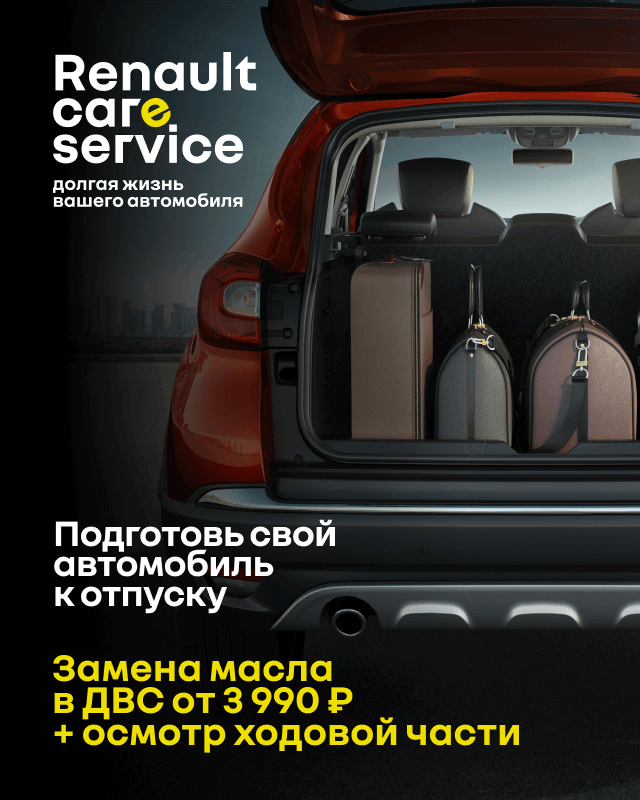 Renault
care
service
долгая жизнь
вашего автомобиля
Подготовь свой
автомобиль
к отпуску
Замена масла
в ДВС от 3 990 ₽
+ осмотр ходовой части